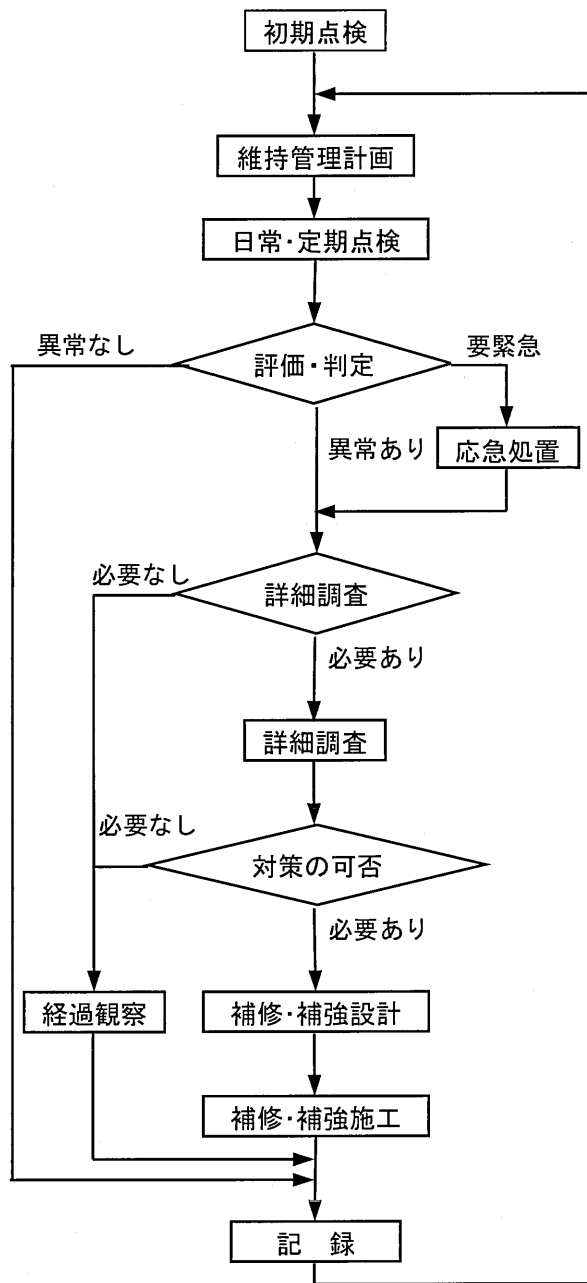 初期点検
維持管理計画
日常・定期点検
異常なし
評価・判定
要緊急
異常あり
応急処置
必要なし
詳細調査
必要あり
詳細調査
必要なし
対策の可否
必要あり
経過観察
補修・補強設計
補修・補強施工
記 録